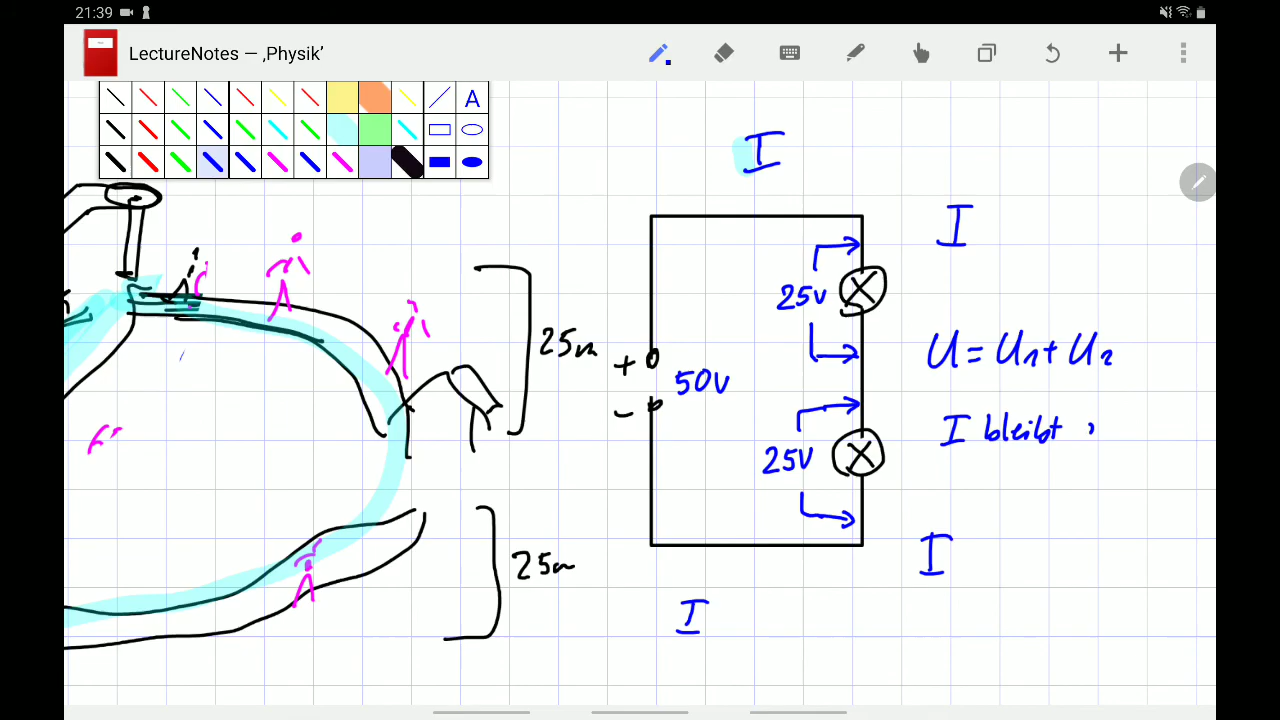 21:39
LectureNotes — ‚Physik'
A
I
I
25V
25m
+
50V
U = U1 + U2
-
I bleibt
25V
I
25m
I